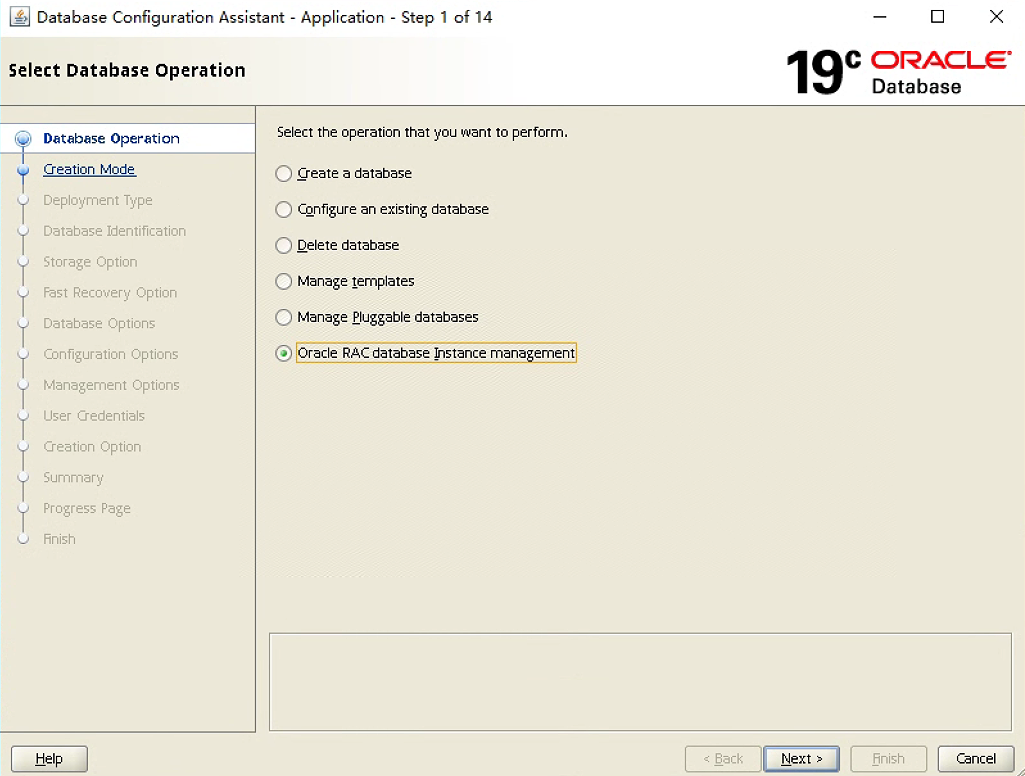 Database Configuration Assistant - Application - Step 1 of 14
Select Database Operation
19c ORACLE
Database
Database Operation
Creation Mode
Deployment Type
Database Identification
Storage Option
Fast Recovery Option
Database Options
Configuration Options
Management Options
User Credentials
Creation Option
Summary
Progress Page
Finish
Select the operation that you want to perform.
Create a database
Configure an existing database
Delete database
Manage templates
Manage Pluggable databases
Oracle RAC database Instance management
Help
< Back
Next >
Finish
Cancel